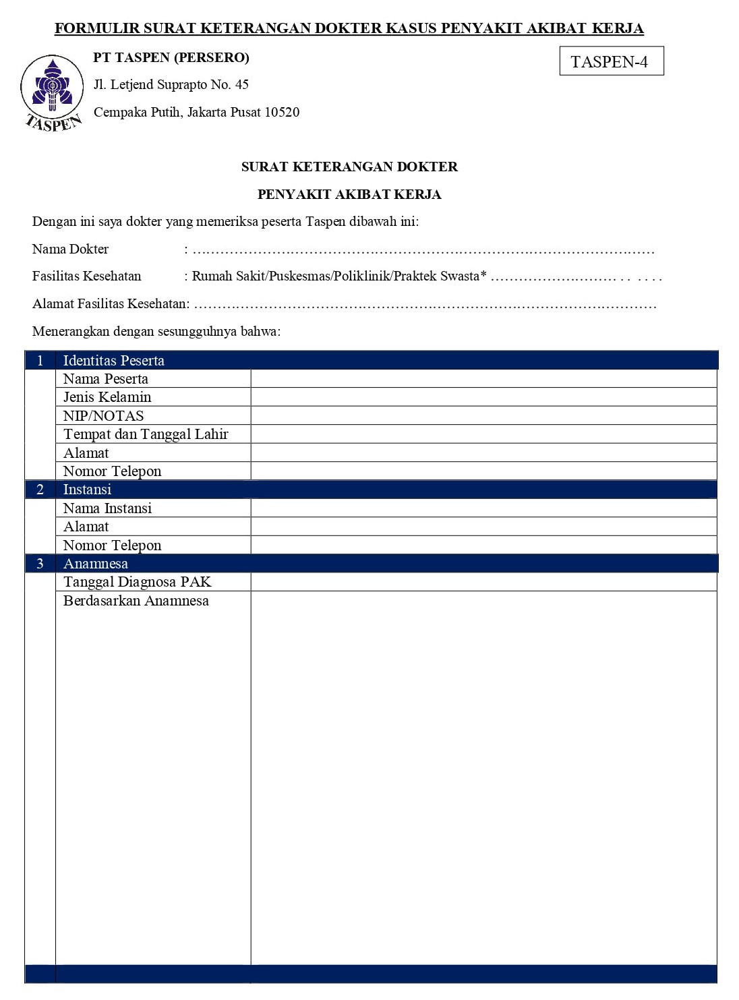 FORMULIR SURAT KETERANGAN DOKTER KASUS PENYAKIT AKIBAT KERJA
PT TASPEN (PERSERO)
TASPEN-4
Jl. Letjend Suprapto No. 45
Cempaka Putih, Jakarta Pusat 10520
TASPEN
SURAT KETERANGAN DOKTER
PENYAKIT AKIBAT KERJA
Dengan ini saya dokter yang memeriksa peserta Taspen dibawah ini:
Nama Dokter : ……………………………………………………………………………………
Fasilitas Kesehatan : Rumah Sakit/Puskesmas/Poliklinik/Praktek Swasta* ……………………… . . . . . .
Alamat Fasilitas Kesehatan: ……………………………………………………………………………………
Menerangkan dengan sesungguhnya bahwa:
1 Identitas Peserta
Nama Peserta
Jenis Kelamin
NIP/NOTAS
Tempat dan Tanggal Lahir
Alamat
Nomor Telepon
2 Instansi
Nama Instansi
Alamat
Nomor Telepon
3 Anamnesa
Tanggal Diagnosa PAK
Berdasarkan Anamnesa